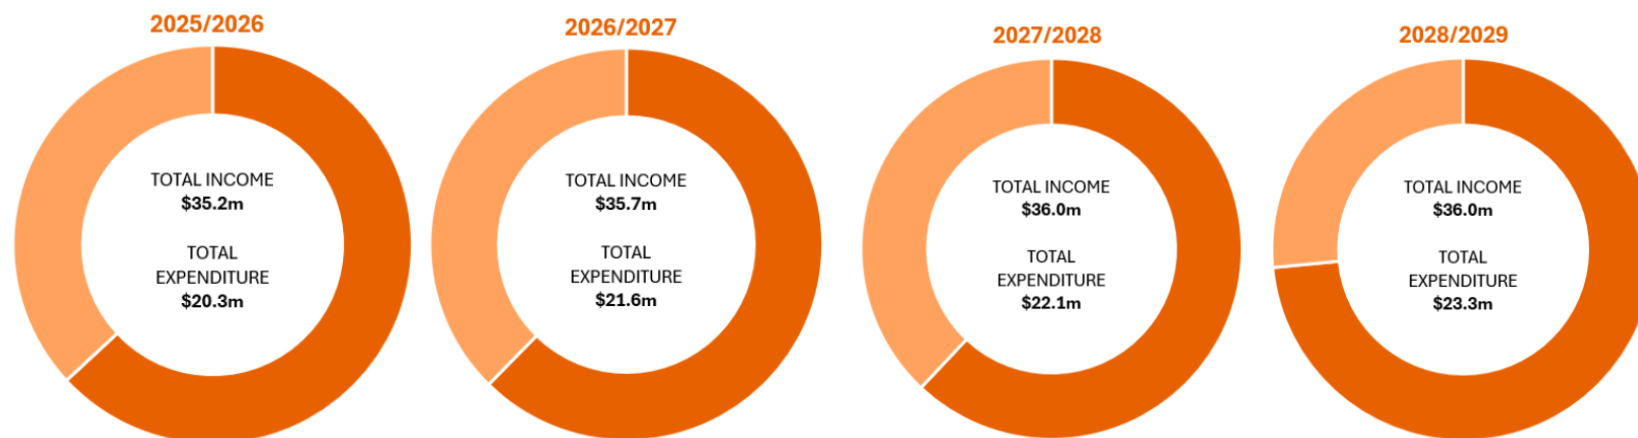 2025/2026
TOTAL INCOME
$35.2m
TOTAL
EXPENDITURE
$20.3m
2026/2027
TOTAL INCOME
$35.7m
TOTAL
EXPENDITURE
$21.6m
2027/2028
TOTAL INCOME
$36.0m
TOTAL
EXPENDITURE
$22.1m
2028/2029
TOTAL INCOME
$36.0m
TOTAL
EXPENDITURE
$23.3m